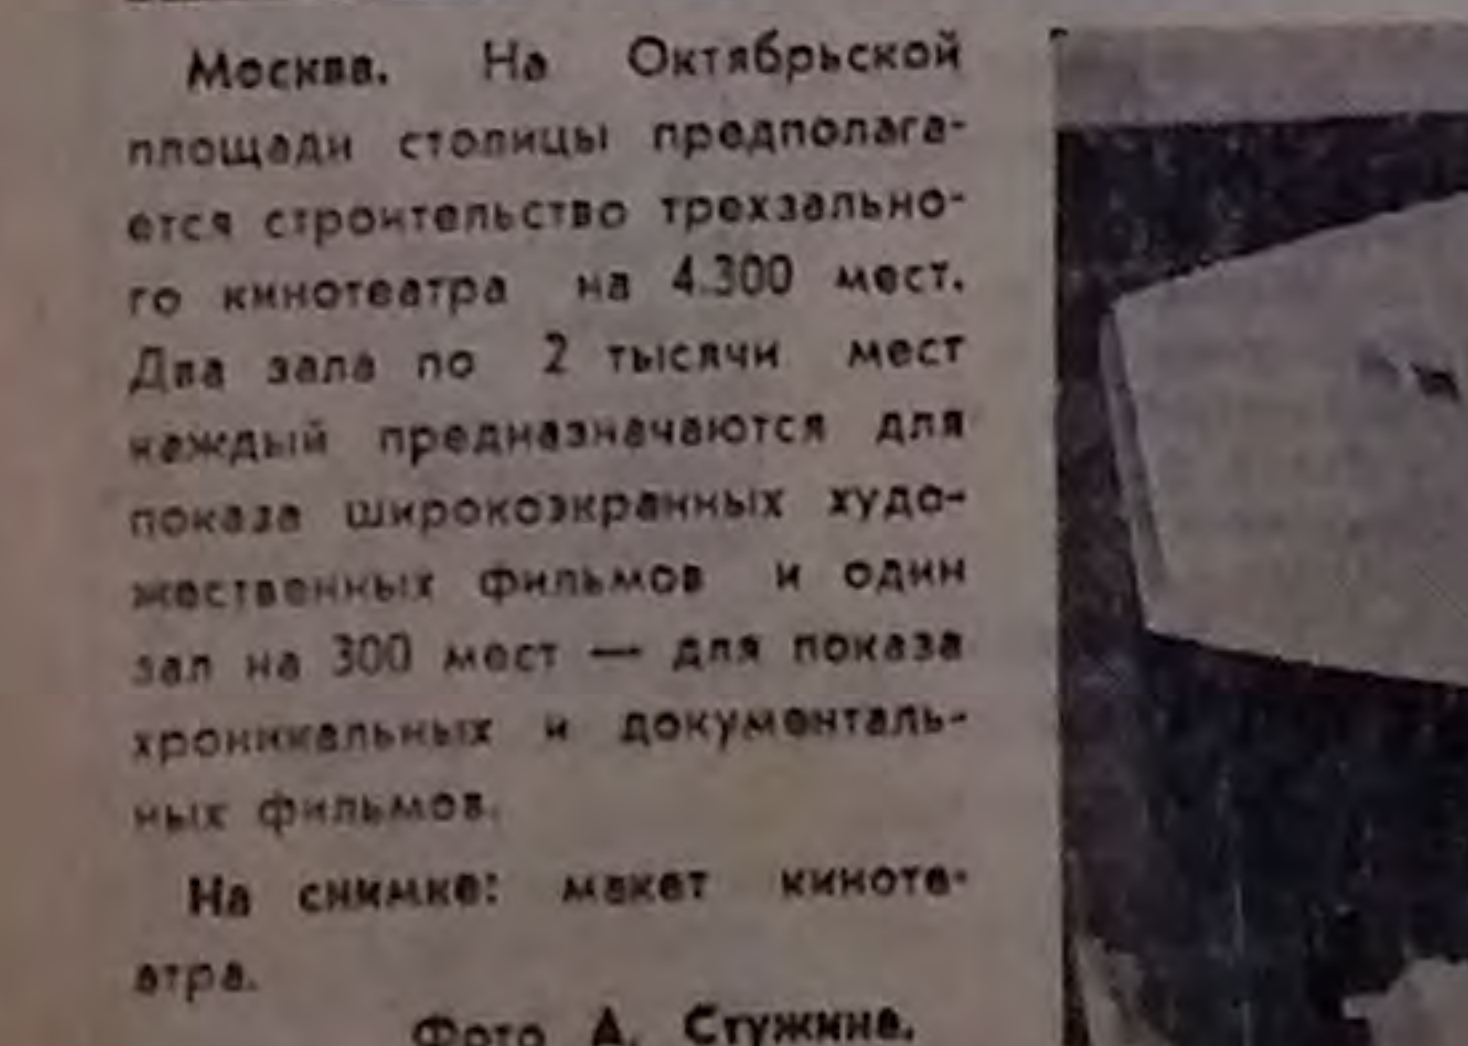 Москва. На Октябрьской
площади столицы предполага-
ется строительство трехзально-
го кинотеатра на 4.300 мест.
Два зала по 2 тысячи мест
каждый предназначаются для
показа широкоэкранных худо-
жественных фильмов и один
зал на 300 мест — для показа
хроникальных и документаль-
ных фильмов.
На снимке: макет киноте-
атра.
Фото А. Стужина.